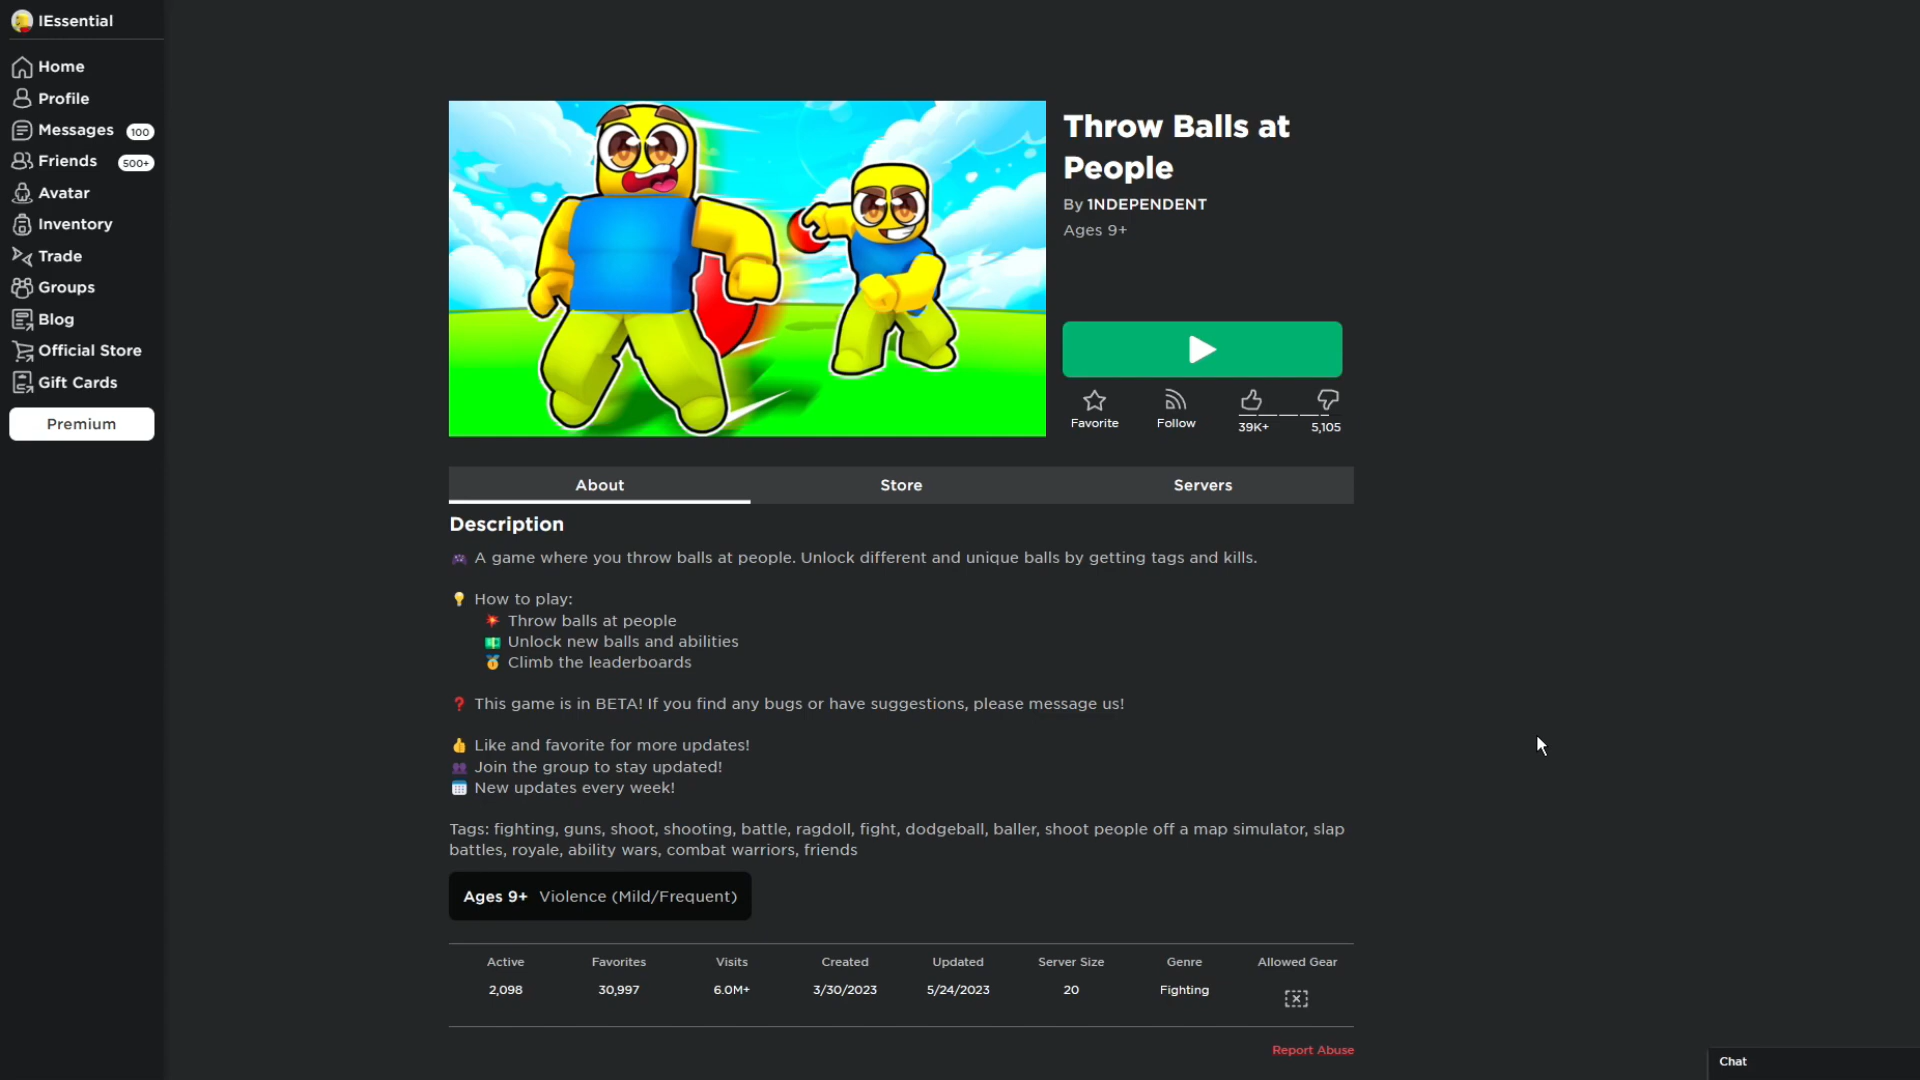 IEssential
Home
Profile
Messages 100
Friends 500+
Avatar
Inventory
Trade
Groups
Blog
Official Store
Gift Cards
Premium
Throw Balls at
People
By 1NDEPENDENT
Ages 9+
Favorite
Follow
39K+
5,105
About
Store
Servers
Description
🎮 A game where you throw balls at people. Unlock different and unique balls by getting tags and kills.
💡 How to play:
💥 Throw balls at people
💵 Unlock new balls and abilities
🥇 Climb the leaderboards
❓ This game is in BETA! If you find any bugs or have suggestions, please message us!
👍 Like and favorite for more updates!
👥 Join the group to stay updated!
📅 New updates every week!
Tags: fighting, guns, shoot, shooting, battle, ragdoll, fight, dodgeball, baller, shoot people off a map simulator, slap
battles, royale, ability wars, combat warriors, friends
Ages 9+ Violence (Mild/Frequent)
Active Favorites Visits Created Updated Server Size Genre Allowed Gear
2,098 30,997 6.0M+ 3/30/2023 5/24/2023 20 Fighting
Report Abuse
Chat